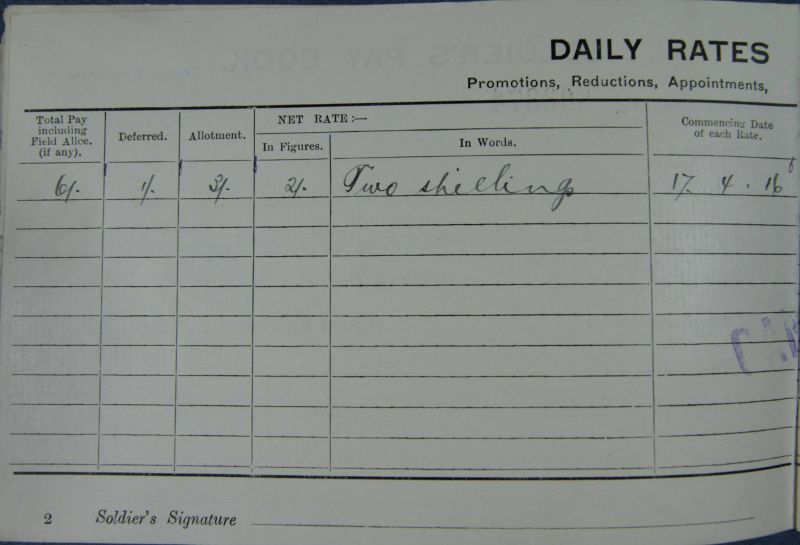 DAILY RATES
Promotions, Reductions, Appointments,
Total Pay including Field Allce. (if any).
Deferred.
Allotment.
NET RATE :—
In Figures.
In Words.
Commencing Date of each Rate.
6/- 1/- 3/- 2/- Two shillings 17. 4. 16
2 Soldier's Signature